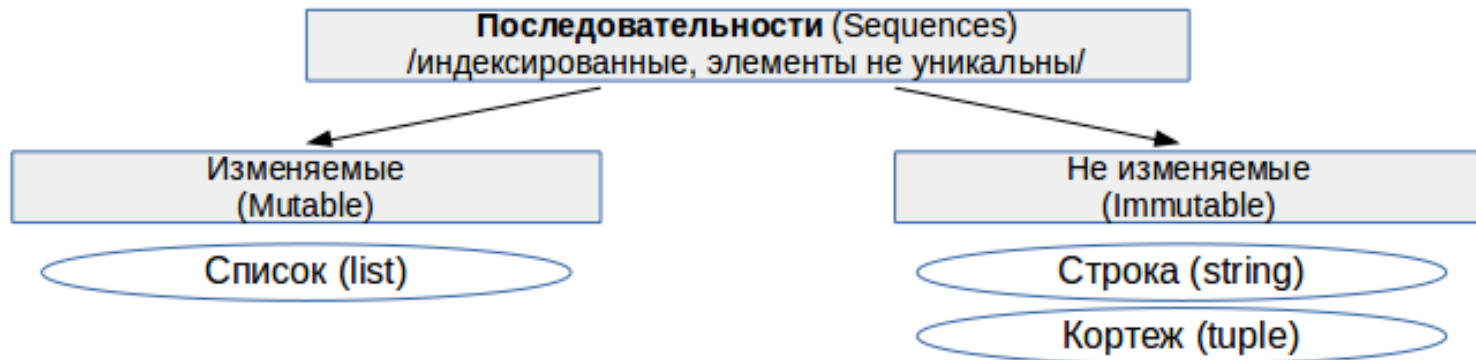 Последовательности (Sequences)
/индексированные, элементы не уникальны/
Изменяемые
(Mutable)
Не изменяемые
(Immutable)
Список (list)
Строка (string)
Кортеж (tuple)